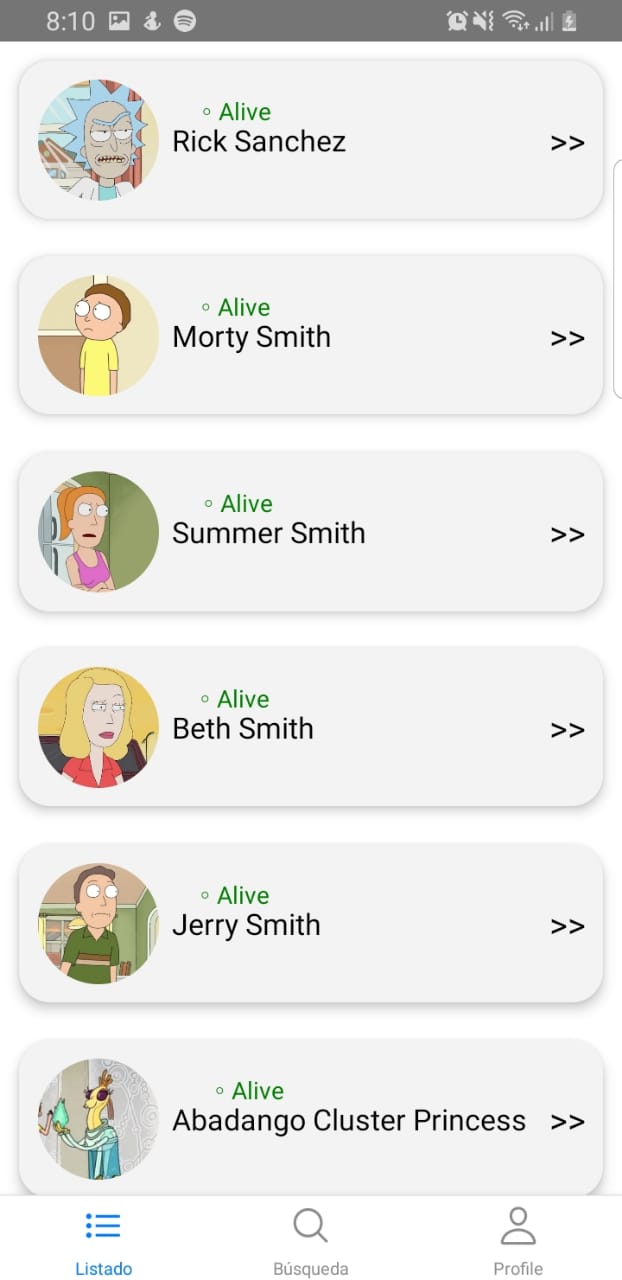 8:10
◦ Alive
Rick Sanchez
>>
◦ Alive
Morty Smith
>>
◦ Alive
Summer Smith
>>
◦ Alive
Beth Smith
>>
◦ Alive
Jerry Smith
>>
◦ Alive
Abadango Cluster Princess
>>
Listado
Búsqueda
Profile